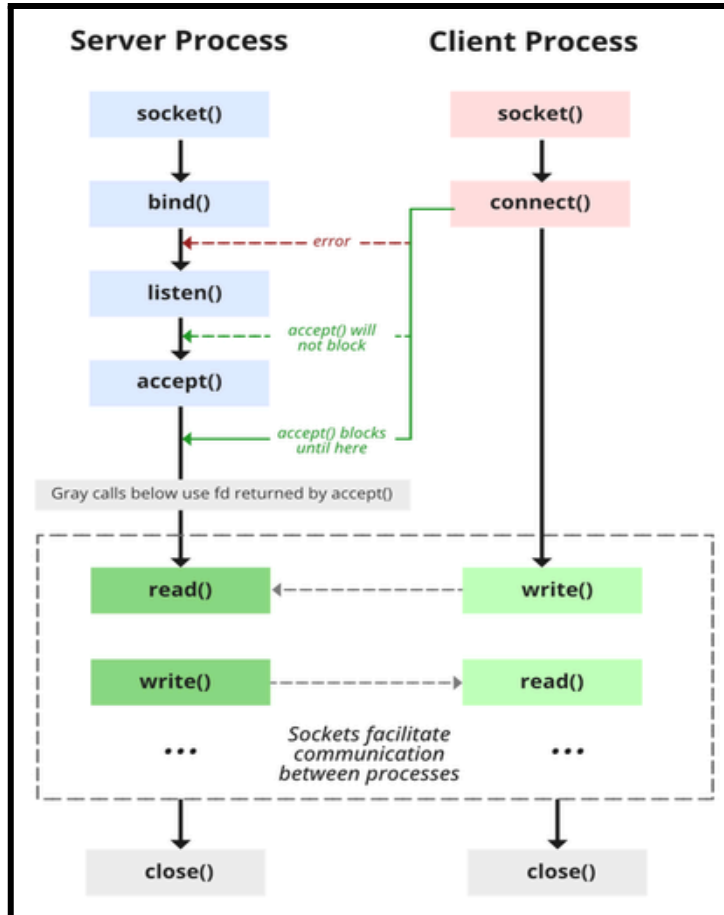 Server Process
Client Process
socket()
socket()
bind()
connect()
error
listen()
accept() will
not block
accept()
accept() blocks
until here
Gray calls below use fd returned by accept()
read()
write()
write()
read()
...
Sockets facilitate
communication
between processes
...
close()
close()